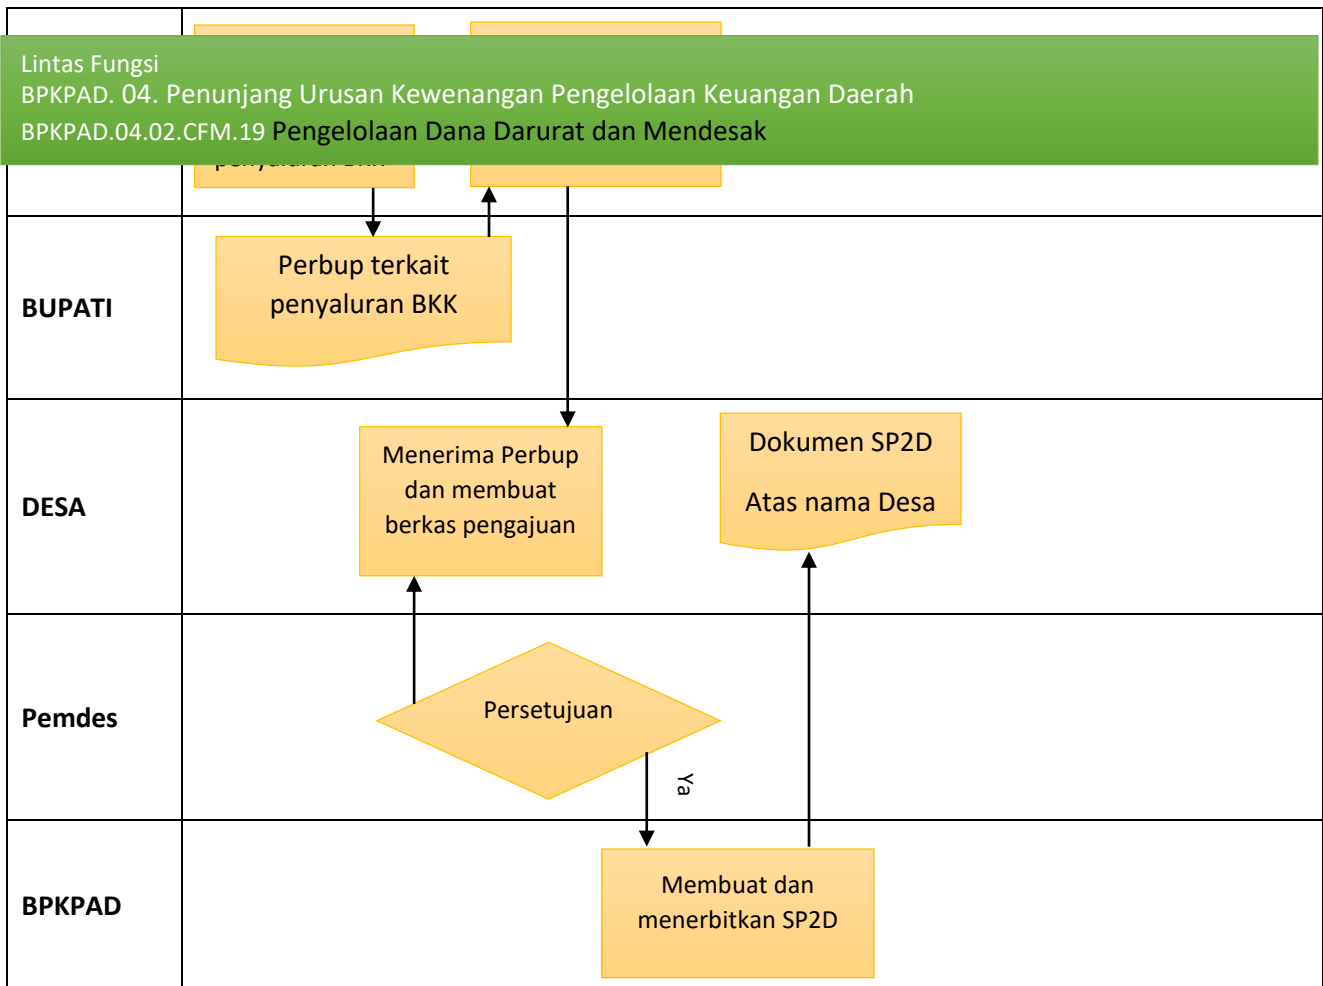 Lintas Fungsi
BPKPAD. 04. Penunjang Urusan Kewenangan Pengelolaan Keuangan Daerah
BPKPAD.04.02.CFM.19 Pengelolaan Dana Darurat dan Mendesak
BUPATI
Perbup terkait
penyaluran BKK
DESA
Menerima Perbup
dan membuat
berkas pengajuan
Dokumen SP2D
Atas nama Desa
Pemdes
Persetujuan
Ya
BPKPAD
Membuat dan
menerbitkan SP2D